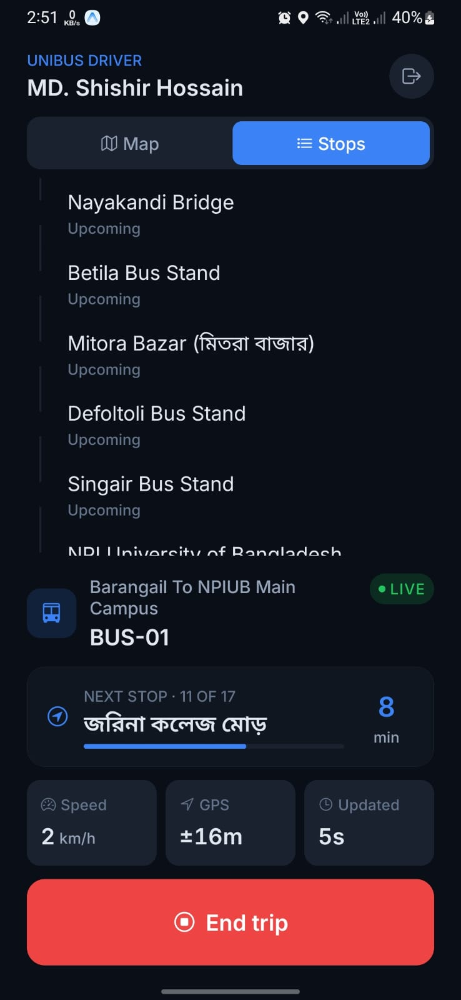 2:51 0 KB/s Vo)) LTE2 40%
UNIBUS DRIVER
MD. Shishir Hossain
Map Stops
Nayakandi Bridge
Upcoming
Betila Bus Stand
Upcoming
Mitora Bazar (মিতরা বাজার)
Upcoming
Defoltoli Bus Stand
Upcoming
Singair Bus Stand
Upcoming
NPI University of Bangladesh
Barangail To NPIUB Main
Campus
LIVE
BUS-01
NEXT STOP · 11 OF 17
জরিনা কলেজ মোড়
8
min
Speed GPS Updated
2 km/h ±16m 5s
End trip